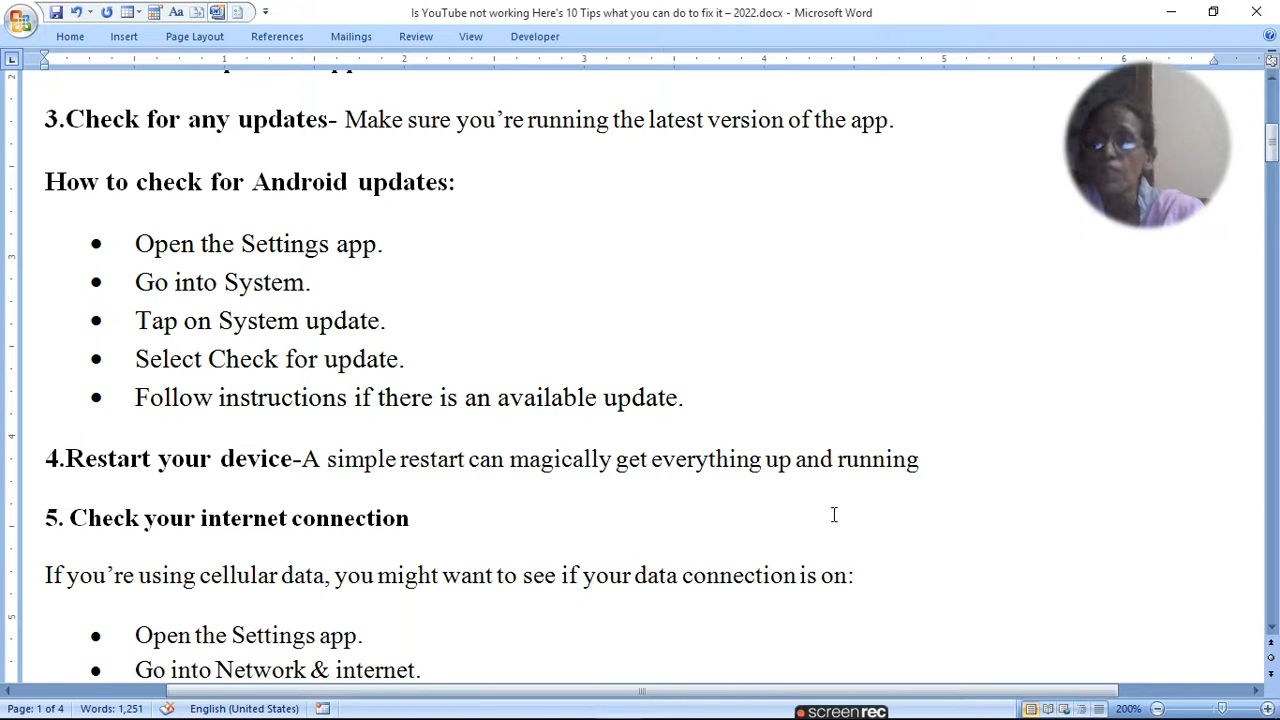 Is YouTube not working Here's 10 Tips what you can do to fix it – 2022.docx - Microsoft Word
Home Insert Page Layout References Mailings Review View Developer
1 2 3 4 5 6
3.Check for any updates- Make sure you're running the latest version of the app.
How to check for Android updates:
• Open the Settings app.
• Go into System.
• Tap on System update.
• Select Check for update.
• Follow instructions if there is an available update.
4.Restart your device-A simple restart can magically get everything up and running
5. Check your internet connection
If you're using cellular data, you might want to see if your data connection is on:
• Open the Settings app.
• Go into Network & internet.
Page: 1 of 4 Words: 1,251 English (United States) screenrec 200%